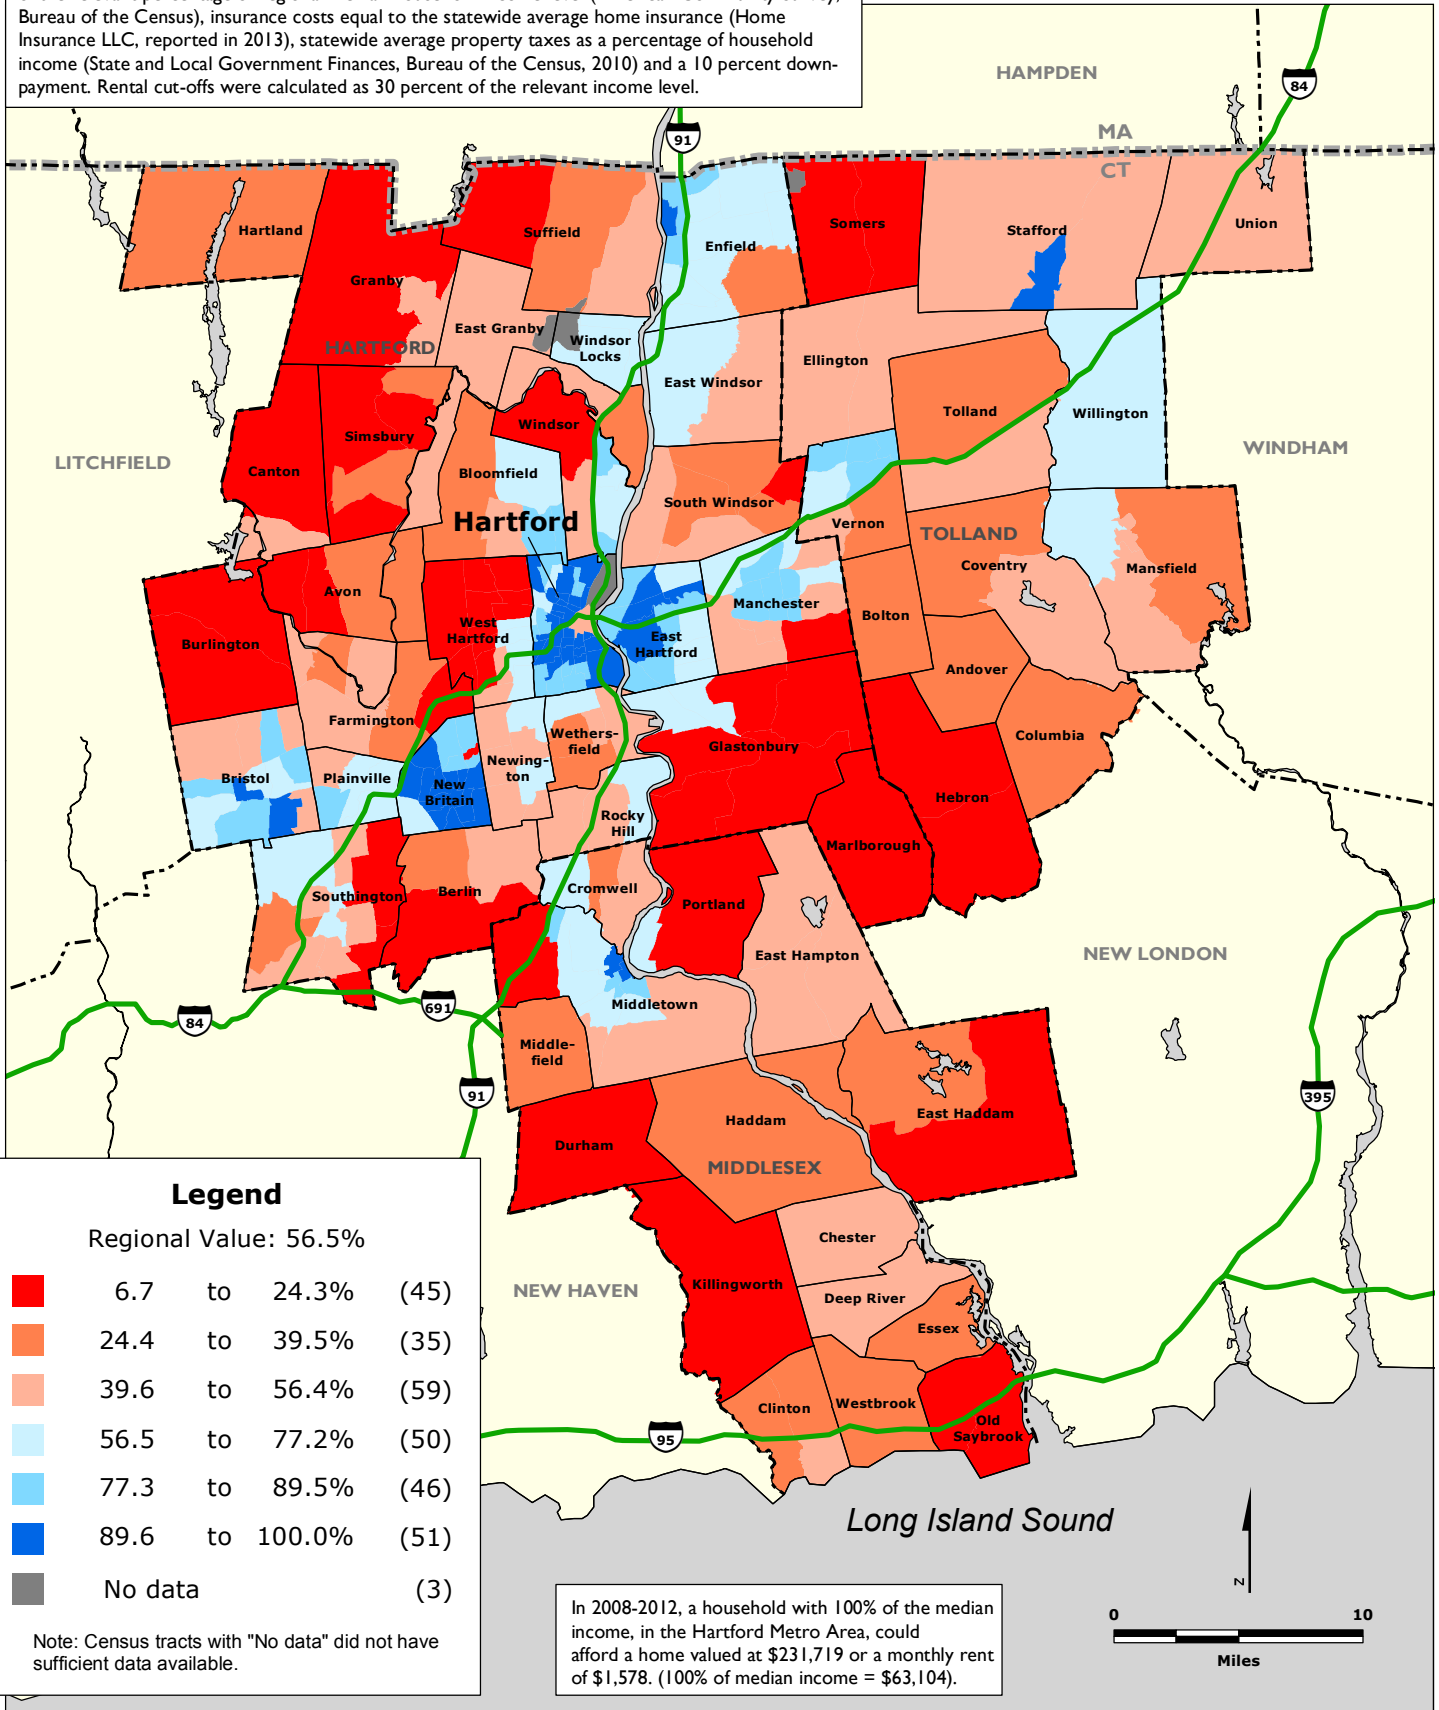 Bureau of the Census), insurance costs equal to the statewide average home insurance (Home
Insurance LLC, reported in 2013), statewide average property taxes as a percentage of household
income (State and Local Government Finances, Bureau of the Census, 2010) and a 10 percent down-
payment. Rental cut-offs were calculated as 30 percent of the relevant income level.
HAMPDEN
84
91
MA
CT
Hartland
Suffield
Enfield
Somers
Stafford
Union
Granby
East Granby
HARTFORD
Windsor
Locks
East Windsor
Ellington
Tolland
Willington
LITCHFIELD
WINDHAM
Simsbury
Canton
Windsor
Bloomfield
South Windsor
Vernon
Hartford
TOLLAND
Coventry
Mansfield
Avon
Manchester
Bolton
West
Hartford
East
Hartford
Burlington
Andover
Farmington
Wethers-
field
Glastonbury
Columbia
Bristol
Plainville
New
Britain
Newing-
ton
Rocky
Hill
Hebron
Marlborough
Southington
Berlin
Cromwell
Portland
East Hampton
NEW LONDON
Middletown
84
691
Middle-
field
91
395
Haddam
East Haddam
Durham
MIDDLESEX
Chester
Killingworth
Deep River
NEW HAVEN
Essex
Clinton
Westbrook
Old
Saybrook
95
Long Island Sound
Legend
Regional Value: 56.5%
6.7 to 24.3% (45)
24.4 to 39.5% (35)
39.6 to 56.4% (59)
56.5 to 77.2% (50)
77.3 to 89.5% (46)
89.6 to 100.0% (51)
No data (3)
Note: Census tracts with "No data" did not have
sufficient data available.
In 2008-2012, a household with 100% of the median
income, in the Hartford Metro Area, could
afford a home valued at $231,719 or a monthly rent
of $1,578. (100% of median income = $63,104).
N
0 10
Miles